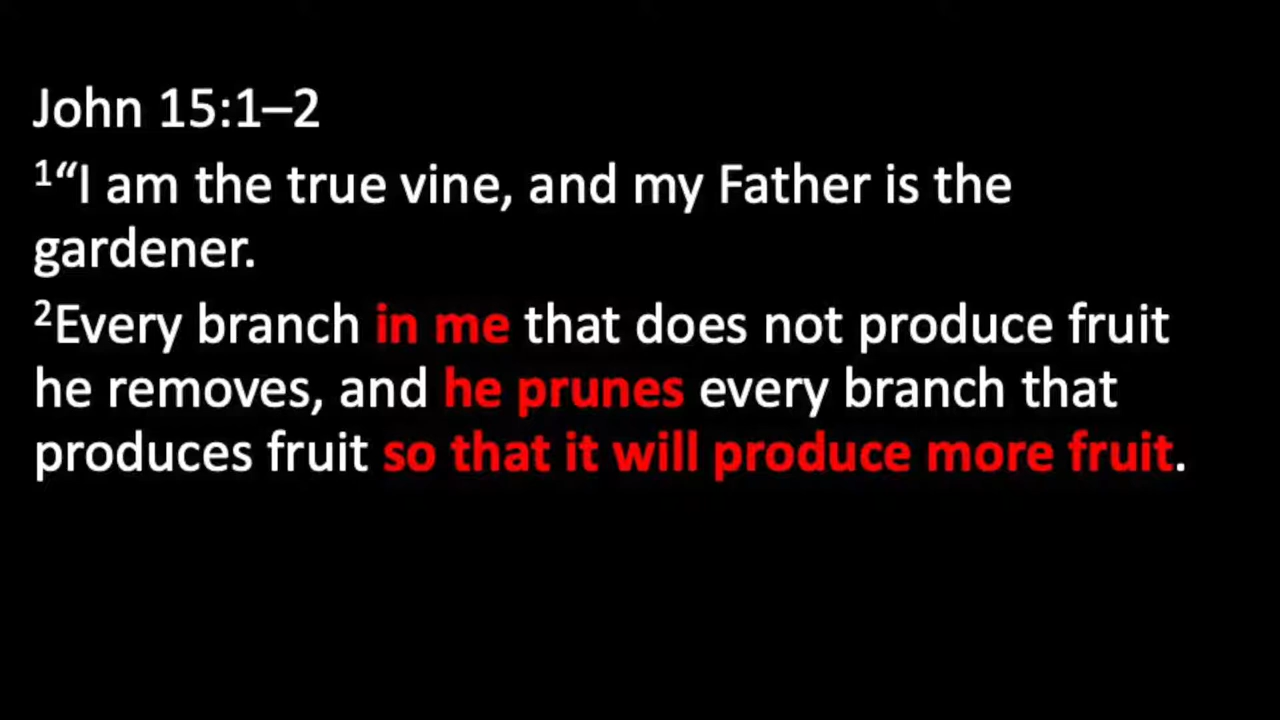 John 15:1–2
¹“I am the true vine, and my Father is the
gardener.
²Every branch in me that does not produce fruit
he removes, and he prunes every branch that
produces fruit so that it will produce more fruit.